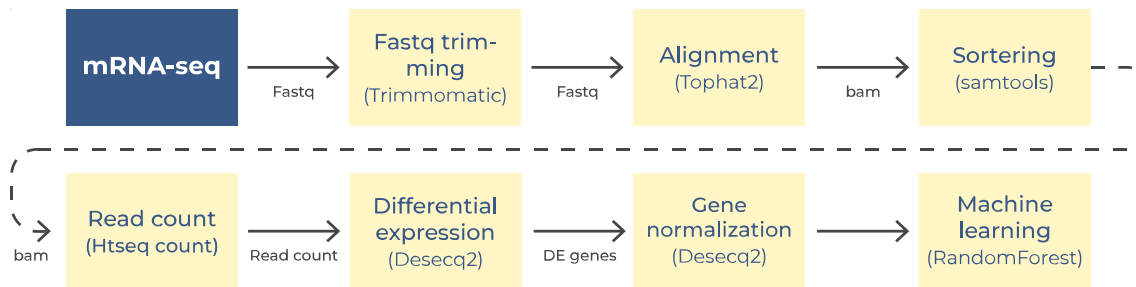 mRNA-seq
Fastq
Fastq trim-
ming
(Trimmomatic)
Fastq
Alignment
(Tophat2)
bam
Sortering
(samtools)
bam
Read count
(Htseq count)
Read count
Differential
expression
(Desecq2)
DE genes
Gene
normalization
(Desecq2)
Machine
learning
(RandomForest)